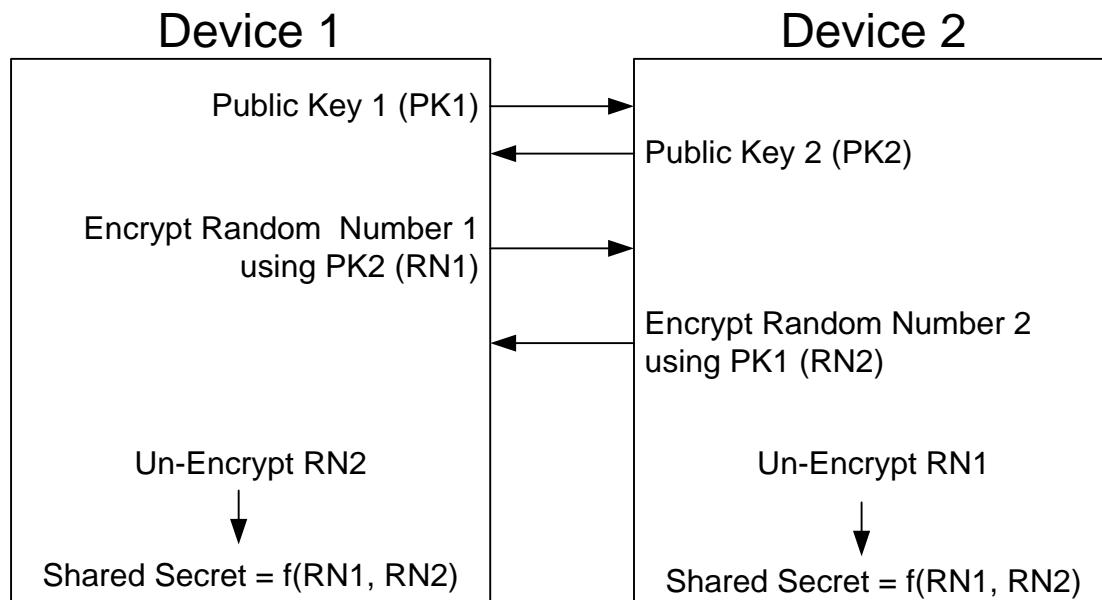 Device 1
Device 2
Public Key 1 (PK1)
Public Key 2 (PK2)
Encrypt Random Number 1
using PK2 (RN1)
Encrypt Random Number 2
using PK1 (RN2)
Un-Encrypt RN2
Un-Encrypt RN1
Shared Secret = f(RN1, RN2)
Shared Secret = f(RN1, RN2)